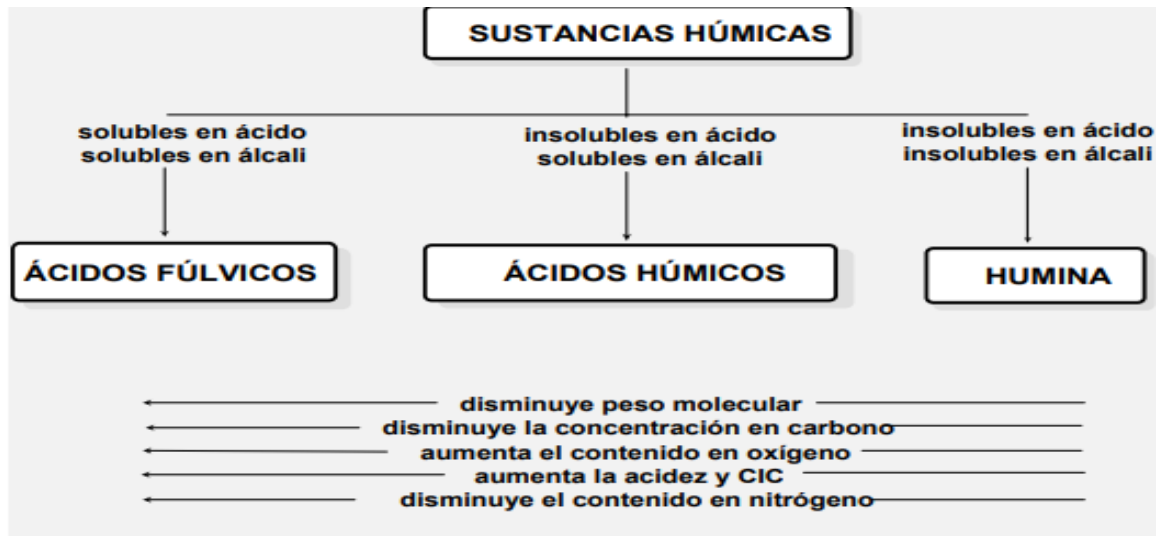 SUSTANCIAS HÚMICAS
solubles en ácido
solubles en álcali
insolubles en ácido
solubles en álcali
insolubles en ácido
insolubles en álcali
ÁCIDOS FÚLVICOS
ÁCIDOS HÚMICOS
HUMINA
disminuye peso molecular
disminuye la concentración en carbono
aumenta el contenido en oxígeno
aumenta la acidez y CIC
disminuye el contenido en nitrógeno